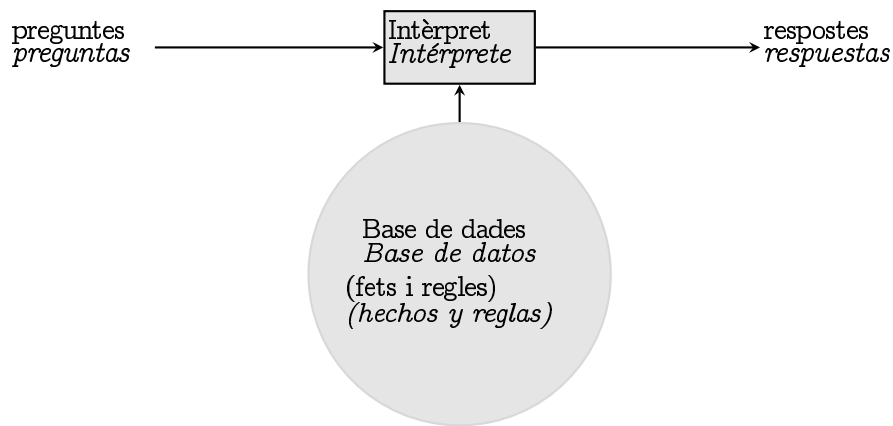 preguntes
preguntas
Intèrpret
Intérprete
respostes
respuestas
Base de dades
Base de datos
(fets i regles)
(hechos y reglas)